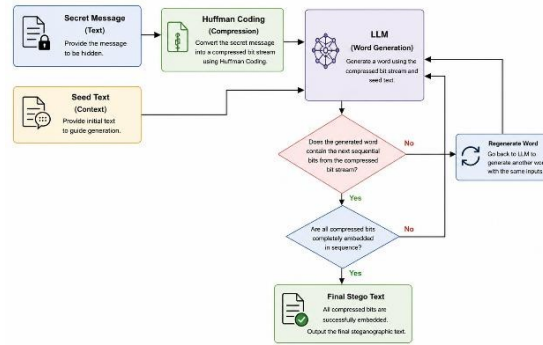 Secret Message
(Text)
Provide the message
to be hidden.
Huffman Coding
(Compression)
Convert the secret message
into a compressed bit stream
using Huffman Coding.
LLM
(Word Generation)
Generate a word using the
compressed bit stream and
seed text.
Seed Text
(Context)
Provide initial text
to guide generation.
Does the generated word
contain the next sequential
bits from the compressed
bit stream?
No
Regenerate Word
Go back to LLM to
generate another word
with the same inputs.
Yes
Are all compressed bits
completely embedded
in sequence?
No
Yes
Final Stego Text
All compressed bits are
successfully embedded.
Output the final steganographic text.